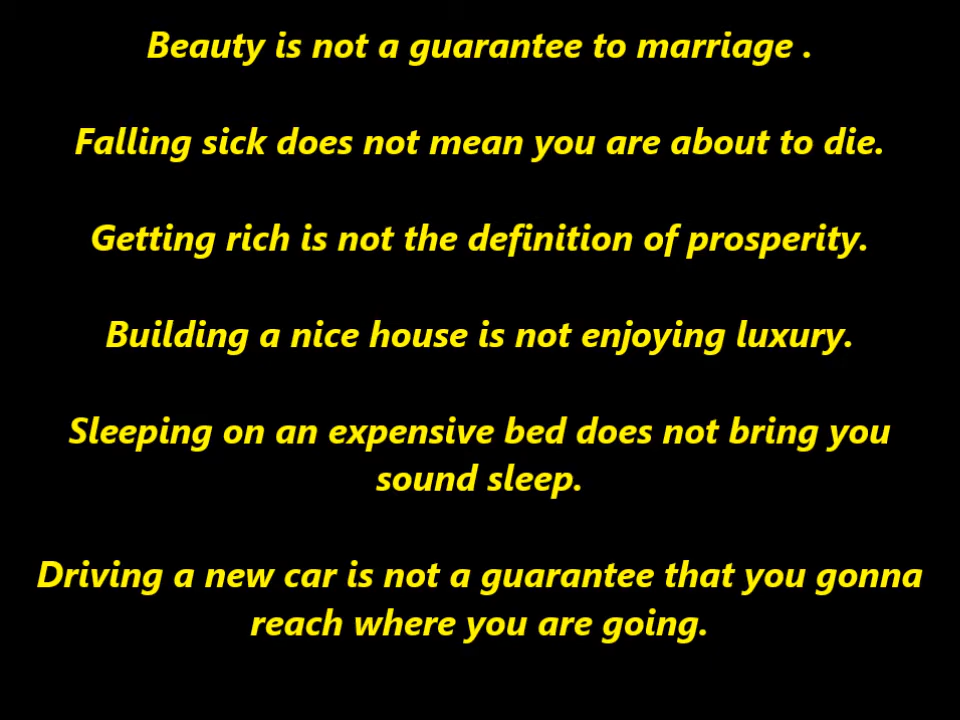 Beauty is not a guarantee to marriage .
Falling sick does not mean you are about to die.
Getting rich is not the definition of prosperity.
Building a nice house is not enjoying luxury.
Sleeping on an expensive bed does not bring you
sound sleep.
Driving a new car is not a guarantee that you gonna
reach where you are going.